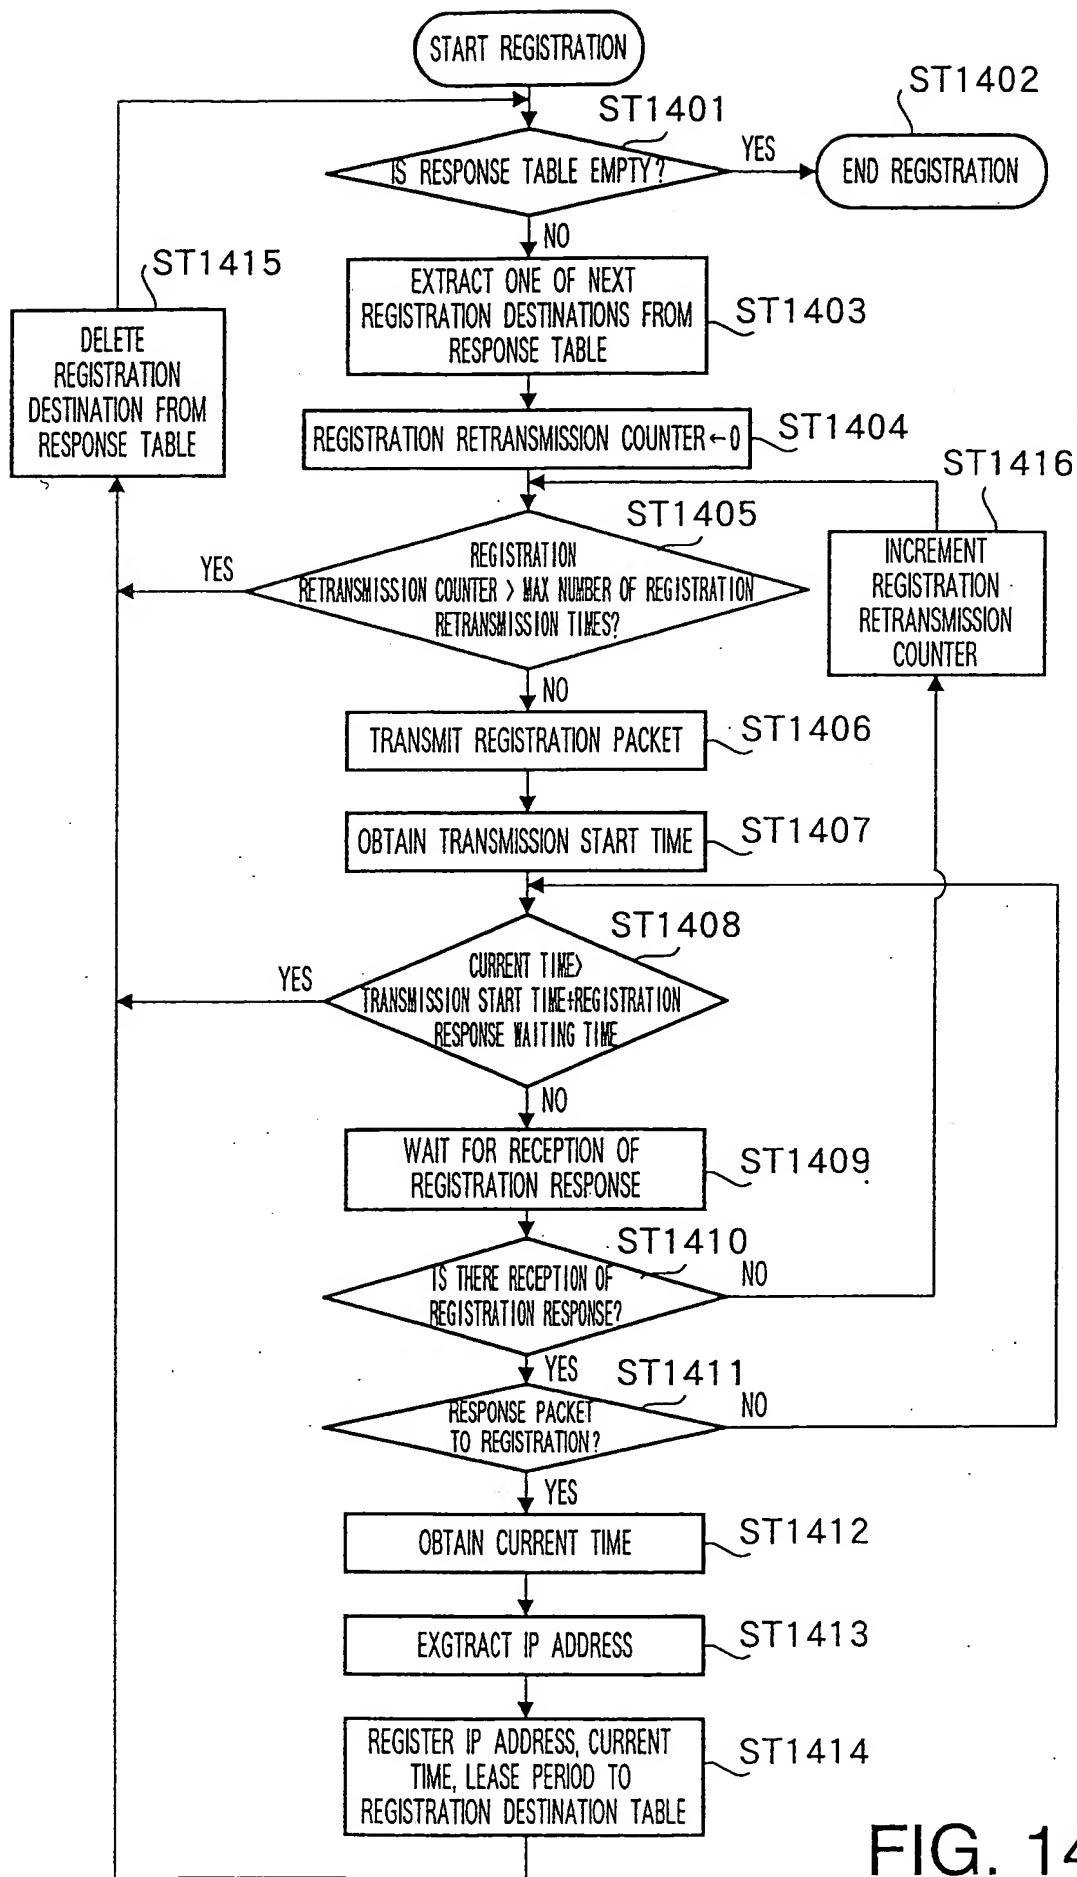 START REGISTRATION
ST1402
ST1401
IS RESPONSE TABLE EMPTY?
YES
END REGISTRATION
NO
ST1415
EXTRACT ONE OF NEXT
REGISTRATION DESTINATIONS FROM
RESPONSE TABLE
ST1403
DELETE
REGISTRATION
DESTINATION FROM
RESPONSE TABLE
REGISTRATION RETRANSMISSION COUNTER←0
ST1404
ST1416
ST1405
REGISTRATION
RETRANSMISSION COUNTER > MAX NUMBER OF REGISTRATION
RETRANSMISSION TIMES?
YES
INCREMENT
REGISTRATION
RETRANSMISSION
COUNTER
NO
TRANSMIT REGISTRATION PACKET
ST1406
OBTAIN TRANSMISSION START TIME
ST1407
ST1408
CURRENT TIME>
TRANSMISSION START TIME+REGISTRATION
RESPONSE WAITING TIME
YES
NO
WAIT FOR RECEPTION OF
REGISTRATION RESPONSE
ST1409
ST1410
IS THERE RECEPTION OF
REGISTRATION RESPONSE?
NO
YES
ST1411
RESPONSE PACKET
TO REGISTRATION?
NO
YES
OBTAIN CURRENT TIME
ST1412
EXGTRACT IP ADDRESS
ST1413
REGISTER IP ADDRESS, CURRENT
TIME, LEASE PERIOD TO
REGISTRATION DESTINATION TABLE
ST1414
FIG. 14